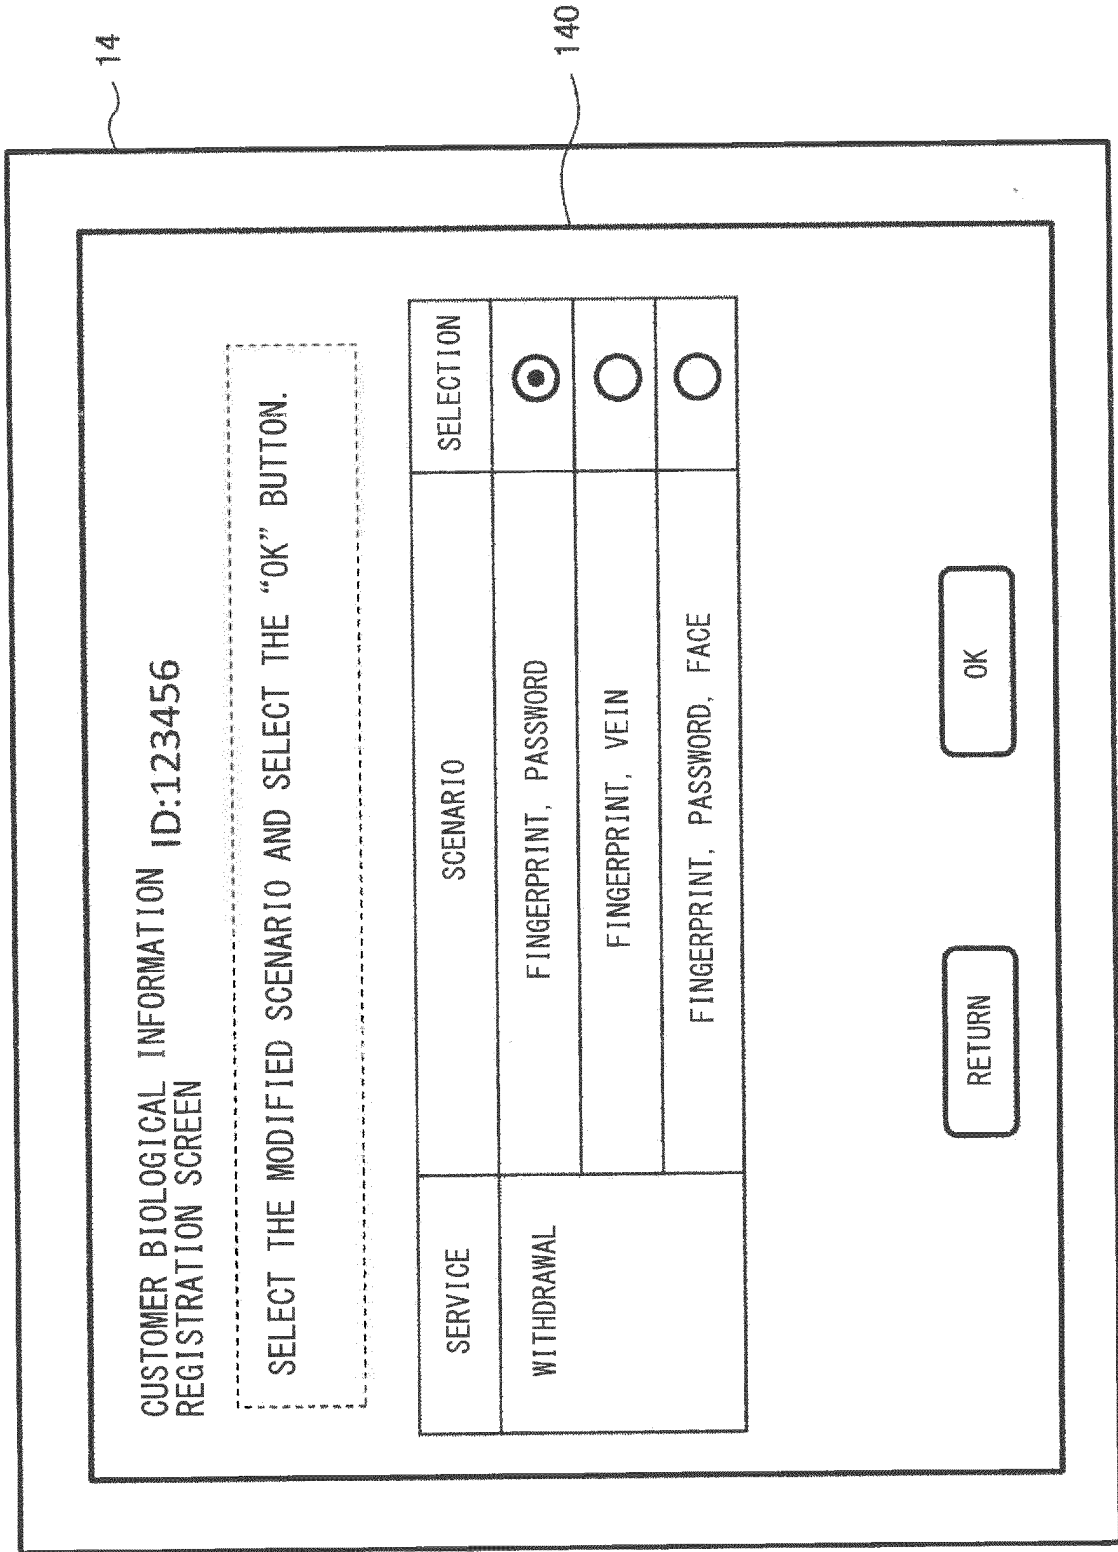 14
140
CUSTOMER BIOLOGICAL INFORMATION ID:123456
REGISTRATION SCREEN
SELECT THE MODIFIED SCENARIO AND SELECT THE “OK” BUTTON.
SERVICE SCENARIO SELECTION
WITHDRAWAL FINGERPRINT, PASSWORD
FINGERPRINT, VEIN
FINGERPRINT, PASSWORD, FACE
RETURN OK